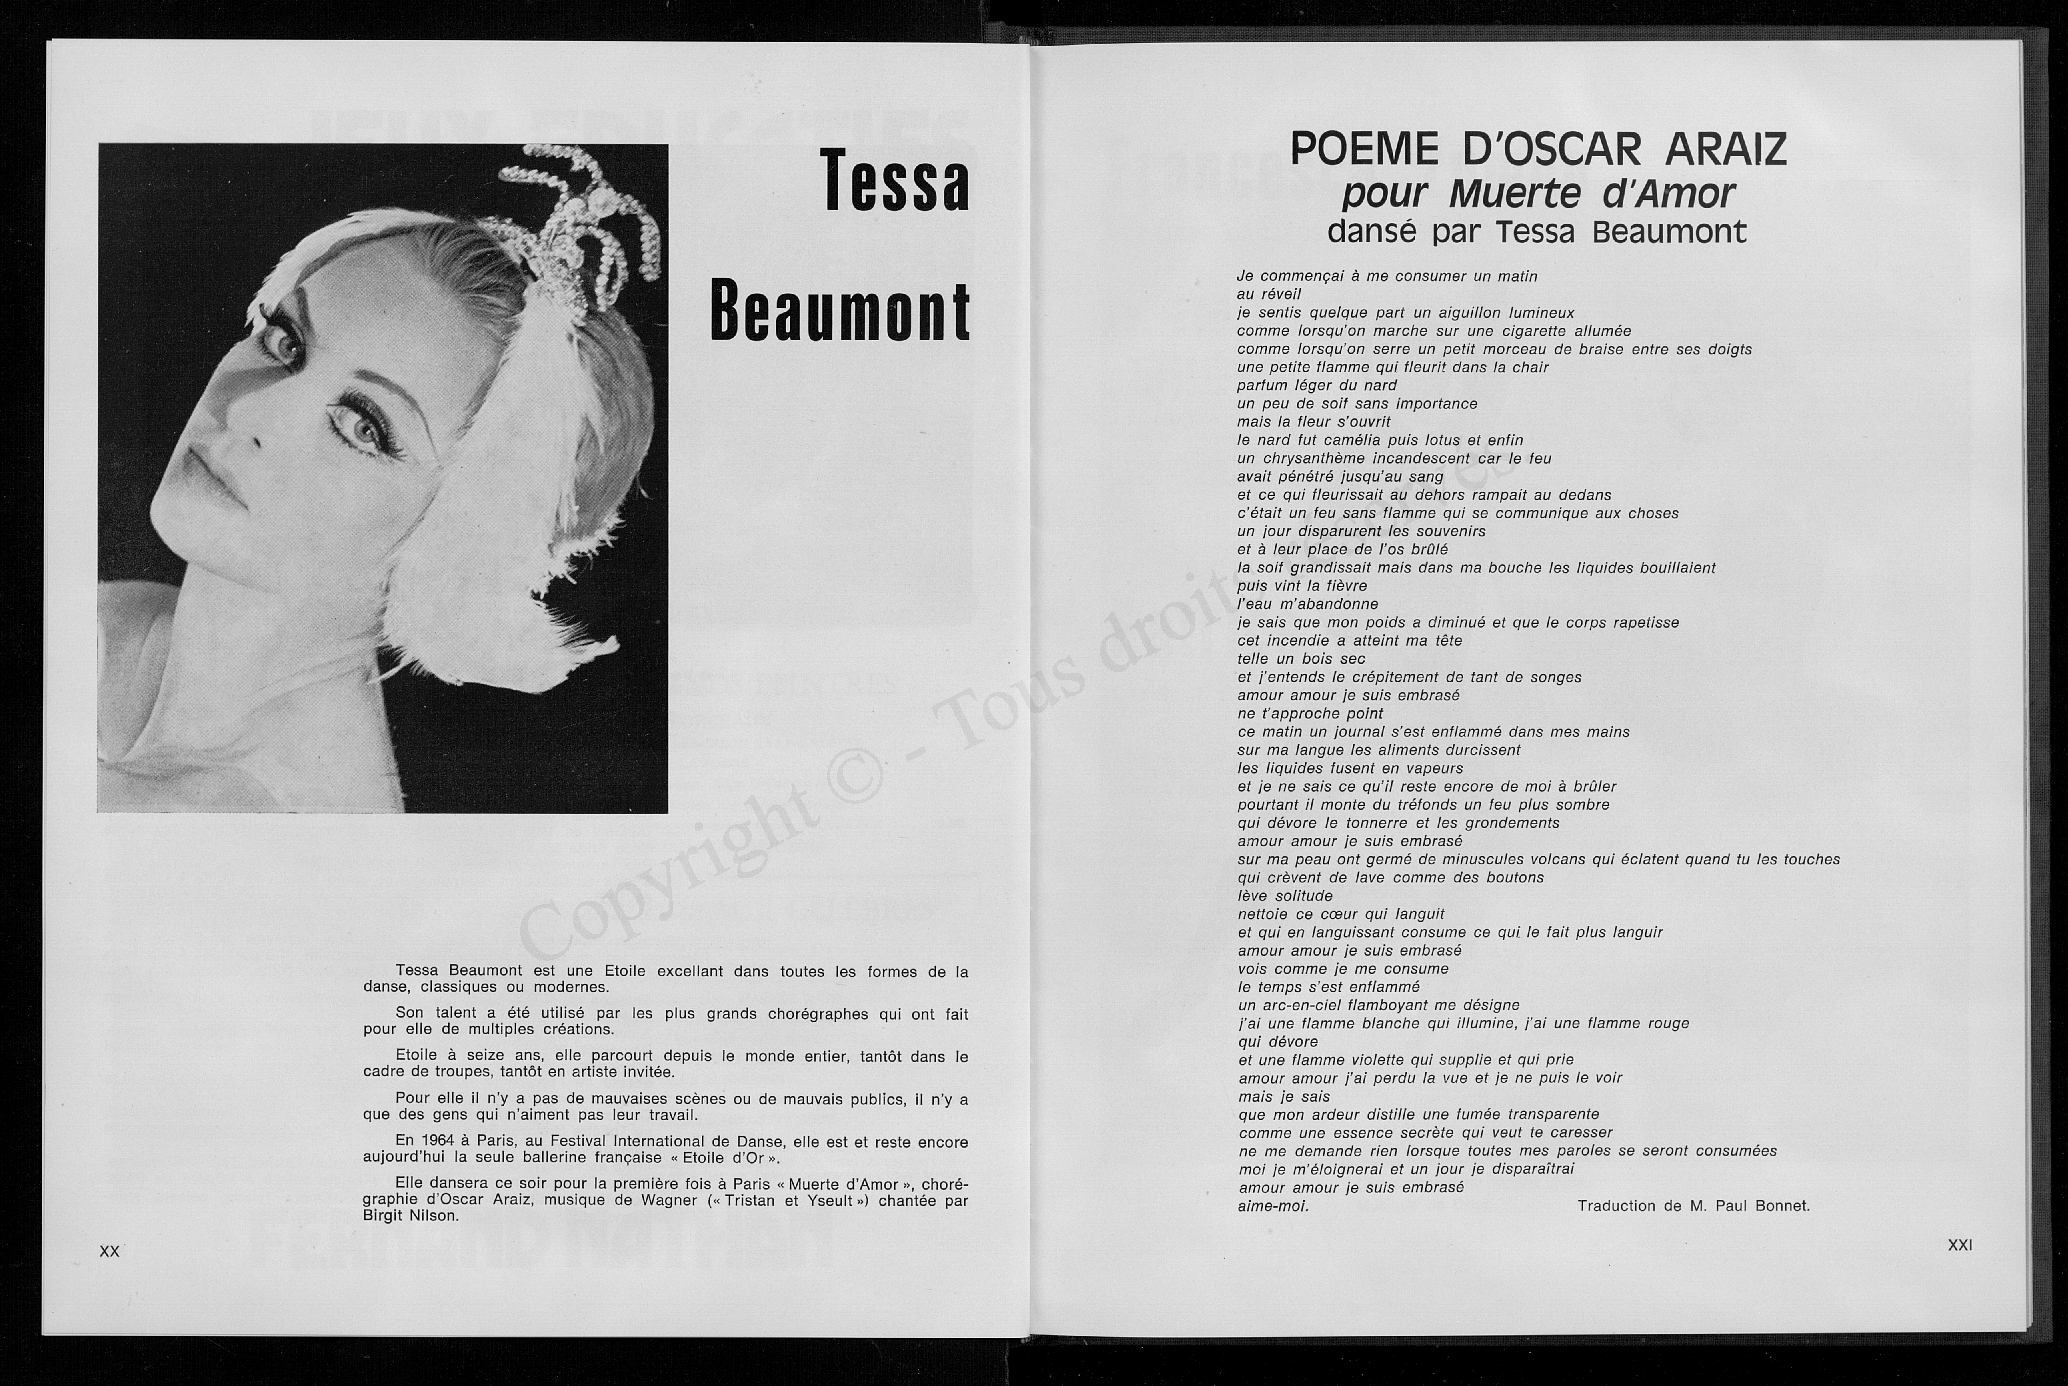 Tessa
Beaumont
Tessa Beaumont est une Etoile excellant dans toutes les formes de la
danse, classiques ou modernes.
Son talent a été utilisé par les plus grands chorégraphes qui ont fait
pour elle de multiples créations.
Etoile à seize ans, elle parcourt depuis le monde entier, tantôt dans le
cadre de troupes, tantôt en artiste invitée.
Pour elle il n'y a pas de mauvaises scènes ou de mauvais publics, il n'y a
que des gens qui n'aiment pas leur travail.
En 1964 à Paris, au Festival International de Danse, elle est et reste encore
aujourd'hui la seule ballerine française « Etoile d'Or ».
Elle dansera ce soir pour la première fois à Paris « Muerte d'Amor », choré-
graphie d'Oscar Araiz, musique de Wagner (« Tristan et Yseult ») chantée par
Birgit Nilson.
XX
POEME D'OSCAR ARAIZ
pour Muerte d'Amor
dansé par Tessa Beaumont
Je commençai à me consumer un matin
au réveil
je sentis quelque part un aiguillon lumineux
comme lorsqu'on marche sur une cigarette allumée
comme lorsqu'on serre un petit morceau de braise entre ses doigts
une petite flamme qui fleurit dans la chair
parfum léger du nard
un peu de soif sans importance
mais la fleur s'ouvrit
le nard fut camélia puis lotus et enfin
un chrysanthème incandescent car le feu
avait pénétré jusqu'au sang
et ce qui fleurissait au dehors rampait au dedans
c'était un feu sans flamme qui se communique aux choses
un jour disparurent les souvenirs
et à leur place de l'os brûlé
la soif grandissait mais dans ma bouche les liquides bouillaient
puis vint la fièvre
l'eau m'abandonne
je sais que mon poids a diminué et que le corps rapetisse
cet incendie a atteint ma tête
telle un bois sec
et j'entends le crépitement de tant de songes
amour amour je suis embrasé
ne t'approche point
ce matin un journal s'est enflammé dans mes mains
sur ma langue les aliments durcissent
les liquides fusent en vapeurs
et je ne sais ce qu'il reste encore de moi à brûler
pourtant il monte du tréfonds un feu plus sombre
qui dévore le tonnerre et les grondements
amour amour je suis embrasé
sur ma peau ont germé de minuscules volcans qui éclatent quand tu les touches
qui crèvent de lave comme des boutons
lève solitude
nettoie ce cœur qui languit
et qui en languissant consume ce qui le fait plus languir
amour amour je suis embrasé
vois comme je me consume
le temps s'est enflammé
un arc-en-ciel flamboyant me désigne
j'ai une flamme blanche qui illumine, j'ai une flamme rouge
qui dévore
et une flamme violette qui supplie et qui prie
amour amour j'ai perdu la vue et je ne puis le voir
mais je sais
que mon ardeur distille une fumée transparente
comme une essence secrète qui veut te caresser
ne me demande rien lorsque toutes mes paroles se seront consumées
moi je m'éloignerai et un jour je disparaîtrai
amour amour je suis embrasé
aime-moi.
Traduction de M. Paul Bonnet.
XXI
Copyright © - Tous droits